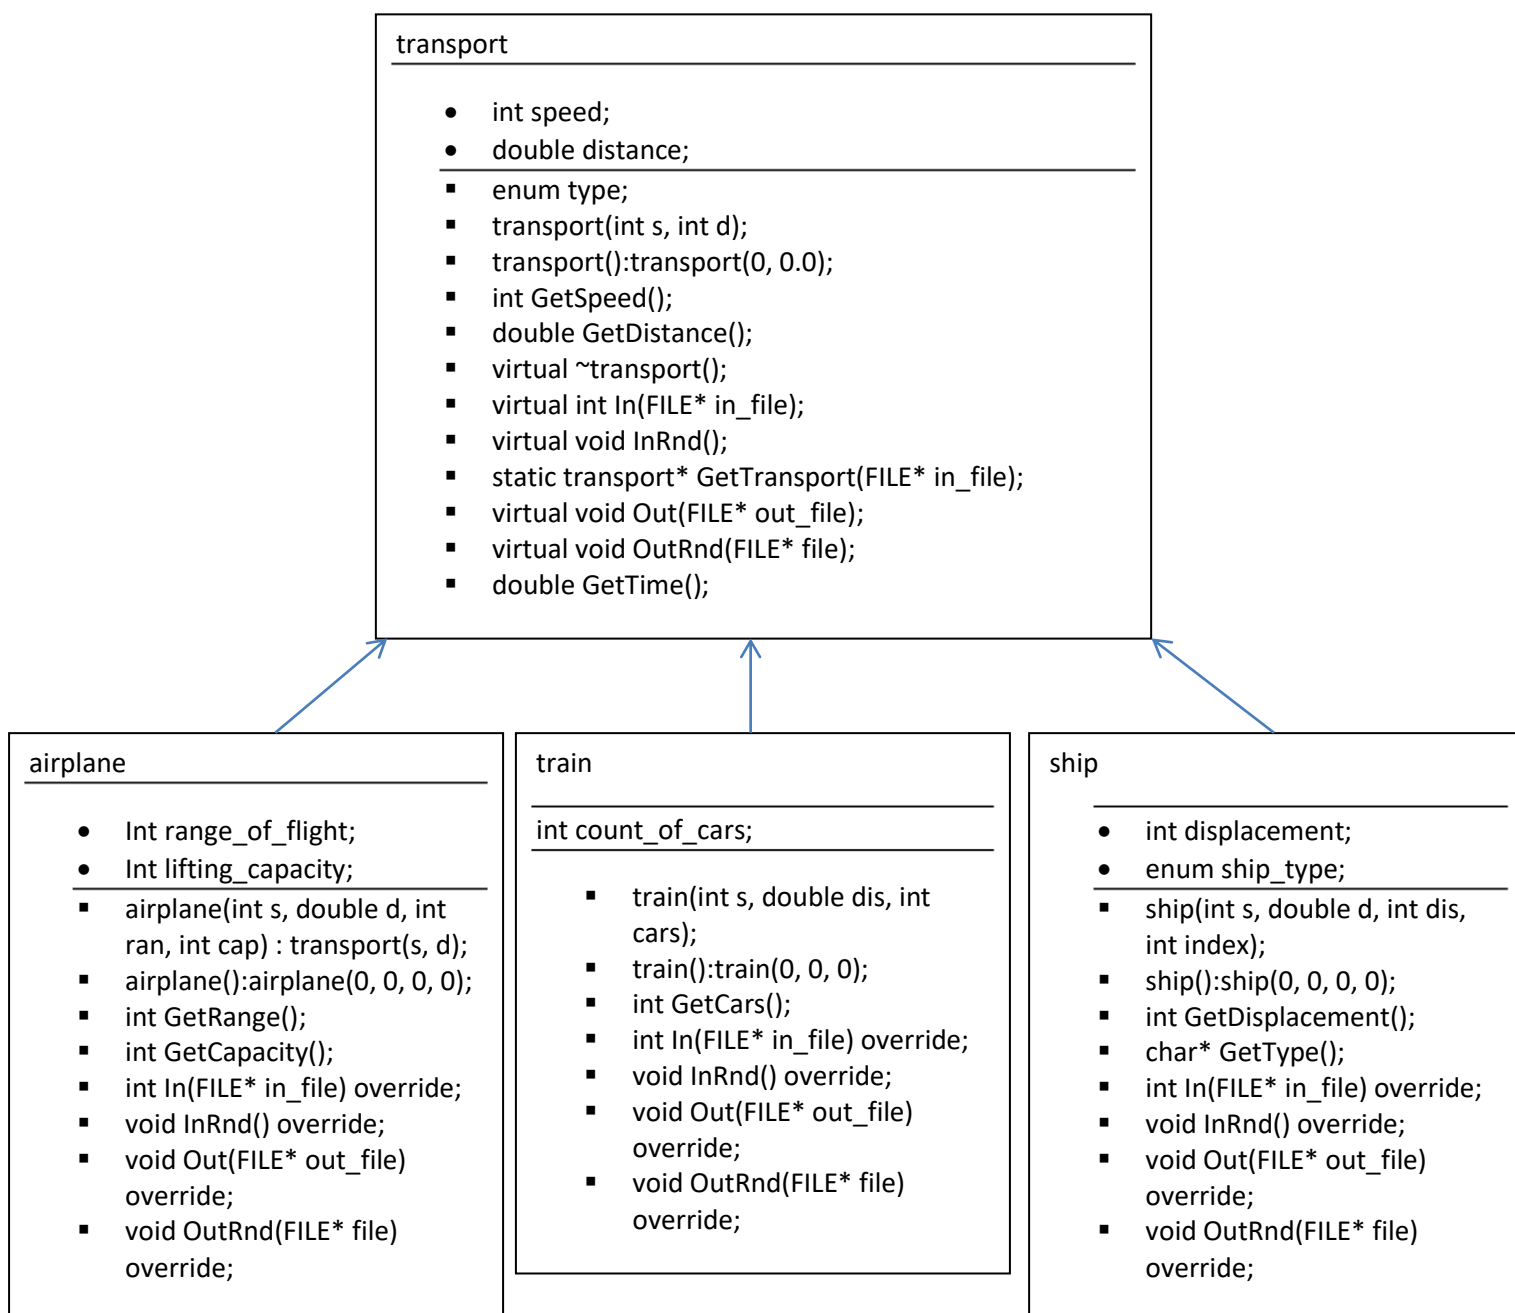 transport
● int speed;
● double distance;
▪ enum type;
▪ transport(int s, int d);
▪ transport():transport(0, 0.0);
▪ int GetSpeed();
▪ double GetDistance();
▪ virtual ~transport();
▪ virtual int In(FILE* in_file);
▪ virtual void InRnd();
▪ static transport* GetTransport(FILE* in_file);
▪ virtual void Out(FILE* out_file);
▪ virtual void OutRnd(FILE* file);
▪ double GetTime();
airplane
● Int range_of_flight;
● Int lifting_capacity;
▪ airplane(int s, double d, int
ran, int cap) : transport(s, d);
▪ airplane():airplane(0, 0, 0, 0);
▪ int GetRange();
▪ int GetCapacity();
▪ int In(FILE* in_file) override;
▪ void InRnd() override;
▪ void Out(FILE* out_file)
override;
▪ void OutRnd(FILE* file)
override;
train
int count_of_cars;
▪ train(int s, double dis, int
cars);
▪ train():train(0, 0, 0);
▪ int GetCars();
▪ int In(FILE* in_file) override;
▪ void InRnd() override;
▪ void Out(FILE* out_file)
override;
▪ void OutRnd(FILE* file)
override;
ship
● int displacement;
● enum ship_type;
▪ ship(int s, double d, int dis,
int index);
▪ ship():ship(0, 0, 0, 0);
▪ int GetDisplacement();
▪ char* GetType();
▪ int In(FILE* in_file) override;
▪ void InRnd() override;
▪ void Out(FILE* out_file)
override;
▪ void OutRnd(FILE* file)
override;